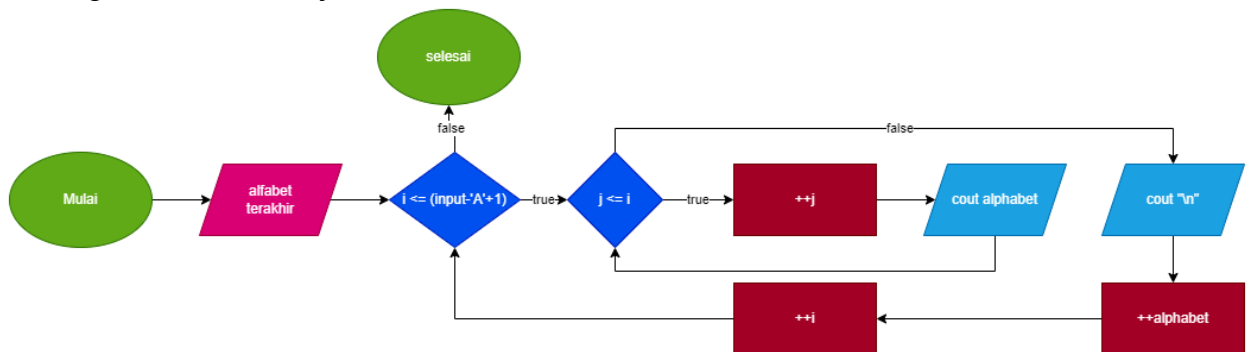 selesai
false
false
Mulai
alfabet
terakhir
i <= (input-'A'+1)
true
j <= i
true
++j
cout alphabet
cout "\n"
++i
++alphabet